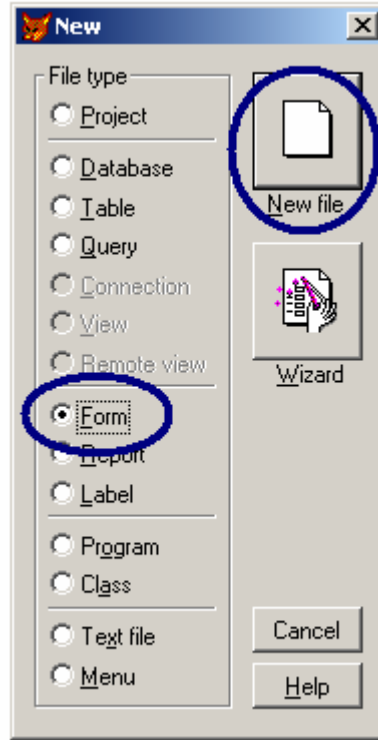 New
File type
Project
Database
Table
Query
Connection
View
Remote view
Form
Report
Label
Program
Class
Text file
Menu
New file
Wizard
Cancel
Help